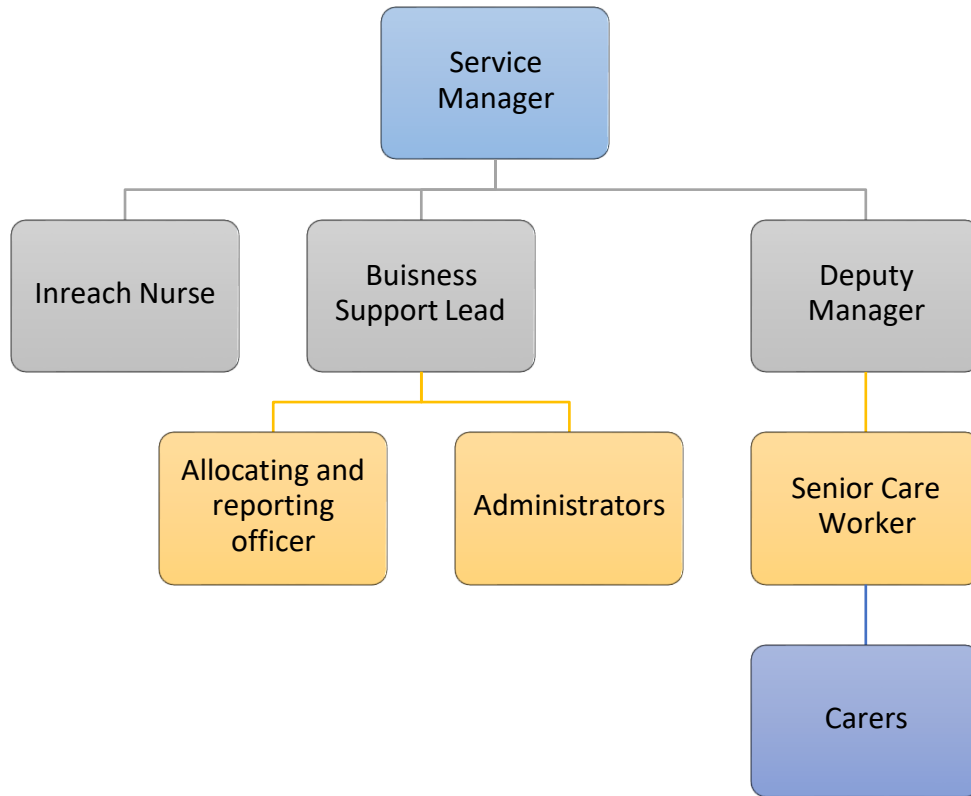 Service
Manager
Inreach Nurse
Buisness
Support Lead
Deputy
Manager
Allocating and
reporting
officer
Administrators
Senior Care
Worker
Carers